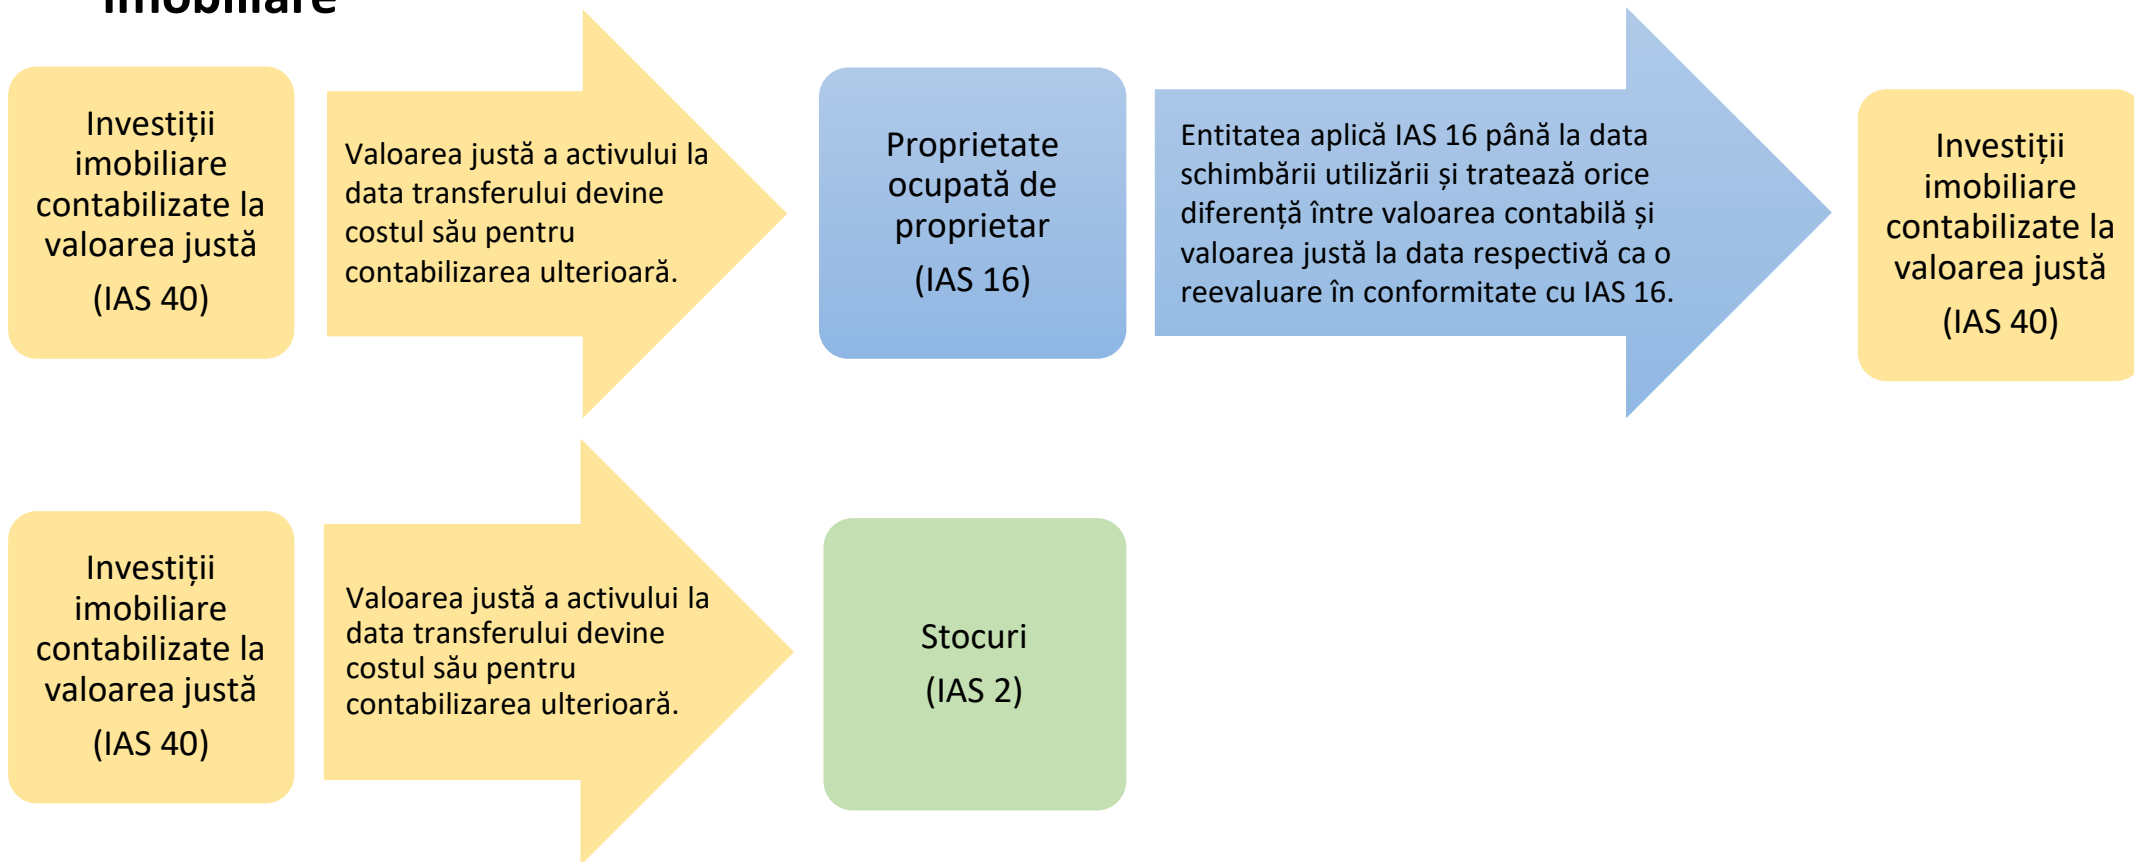 imobiliare
Investiții
imobiliare
contabilizate la
valoarea justă
(IAS 40)
Valoarea justă a activului la
data transferului devine
costul său pentru
contabilizarea ulterioară.
Proprietate
ocupată de
proprietar
(IAS 16)
Entitatea aplică IAS 16 până la data
schimbării utilizării și tratează orice
diferență între valoarea contabilă și
valoarea justă la data respectivă ca o
reevaluare în conformitate cu IAS 16.
Investiții
imobiliare
contabilizate la
valoarea justă
(IAS 40)
Investiții
imobiliare
contabilizate la
valoarea justă
(IAS 40)
Valoarea justă a activului la
data transferului devine
costul său pentru
contabilizarea ulterioară.
Stocuri
(IAS 2)